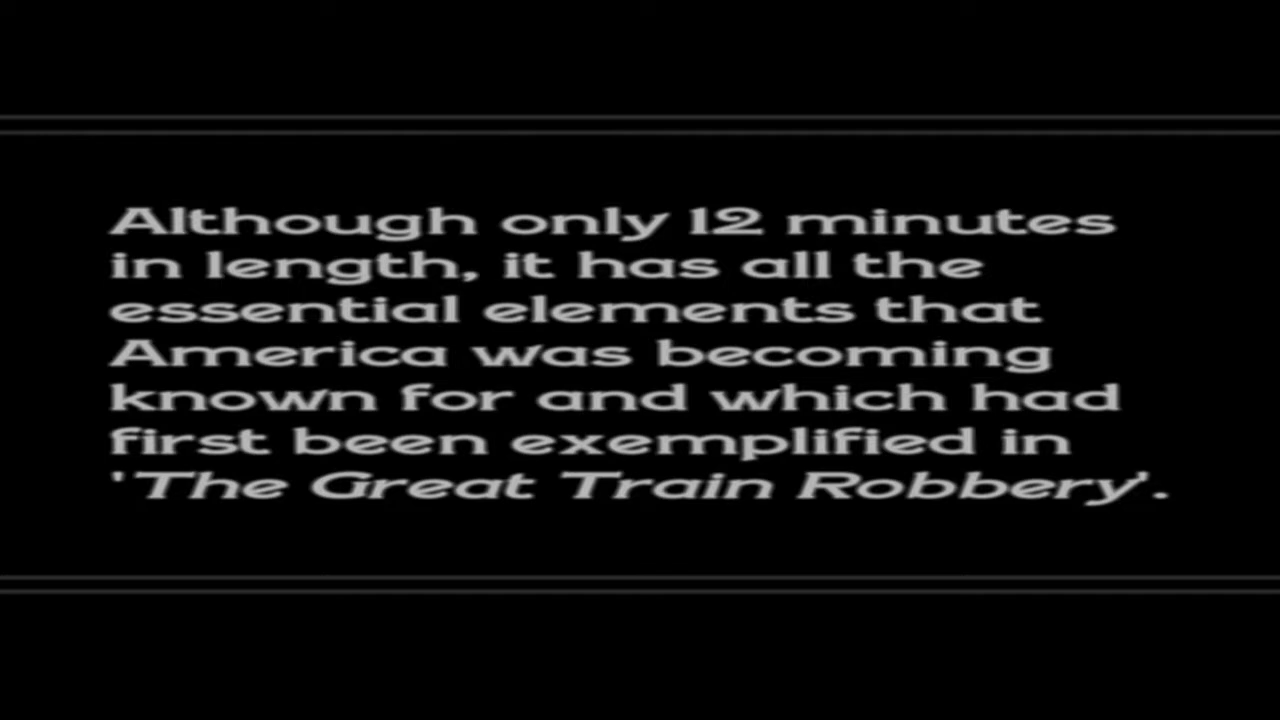 Although only 12 minutes
in length, it has all the
essential elements that
America was becoming
known for and which had
first been exemplified in
'The Great Train Robbery'.